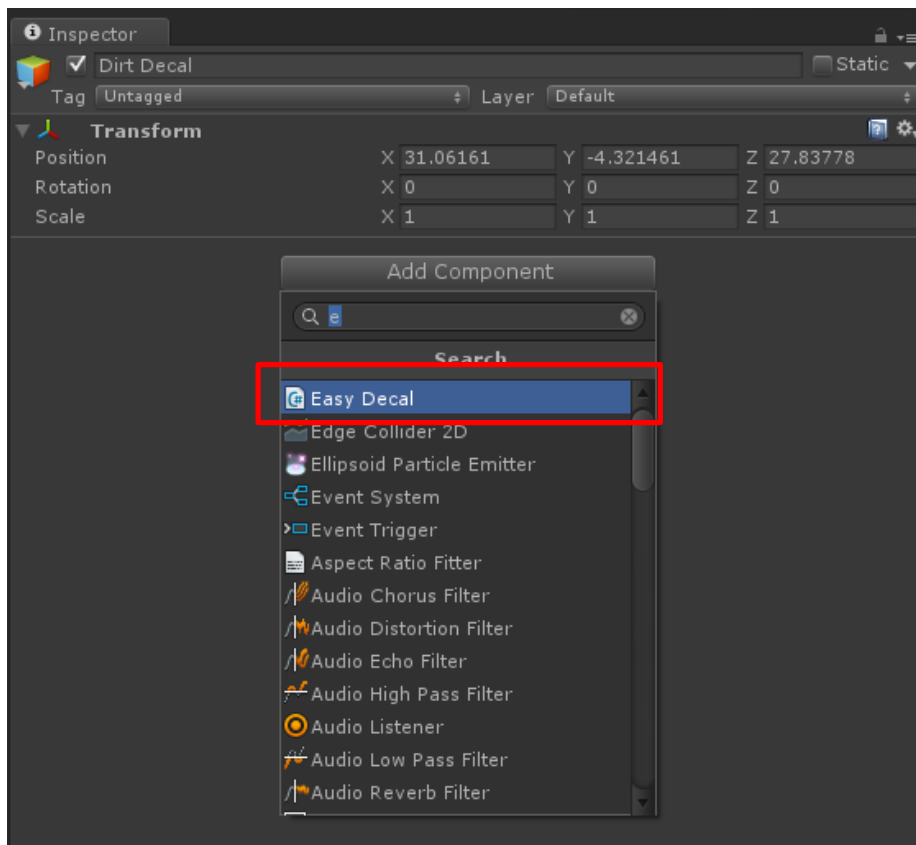 Inspector
Dirt Decal Static
Tag Untagged Layer Default
Transform
Position X 31.06161 Y -4.321461 Z 27.83778
Rotation X 0 Y 0 Z 0
Scale X 1 Y 1 Z 1
Add Component
e
Search
Easy Decal
Edge Collider 2D
Ellipsoid Particle Emitter
Event System
Event Trigger
Aspect Ratio Fitter
Audio Chorus Filter
Audio Distortion Filter
Audio Echo Filter
Audio High Pass Filter
Audio Listener
Audio Low Pass Filter
Audio Reverb Filter